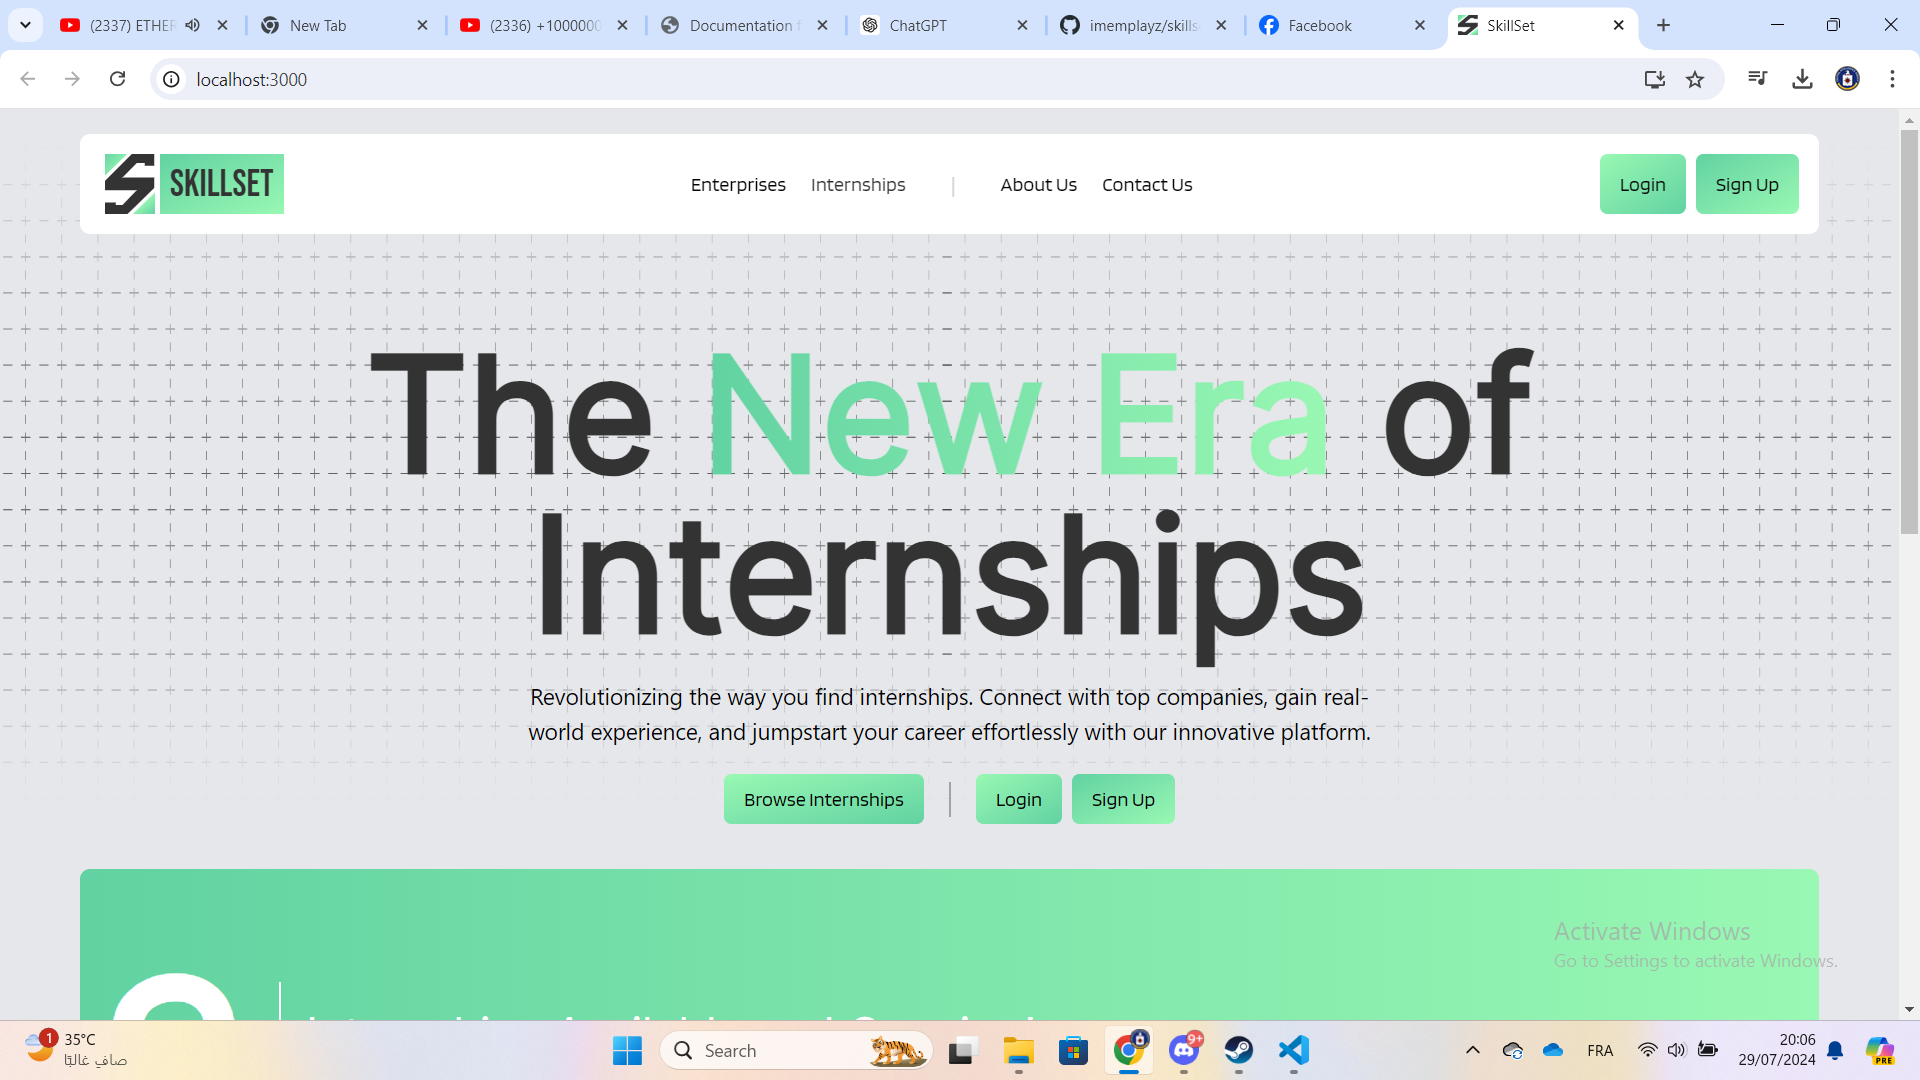 (2337) ETHER
New Tab
(2336) +1000000
Documentation f
ChatGPT
imemplayz/skills
Facebook
SkillSet
localhost:3000
SKILLSET
Enterprises
Internships
About Us
Contact Us
Login
Sign Up
The New Era of
Internships
Revolutionizing the way you find internships. Connect with top companies, gain real-
world experience, and jumpstart your career effortlessly with our innovative platform.
Browse Internships
Login
Sign Up
Activate Windows
Go to Settings to activate Windows.
1
35°C
صافٍ غالبًا
Search
9+
FRA
20:06
29/07/2024
PRE